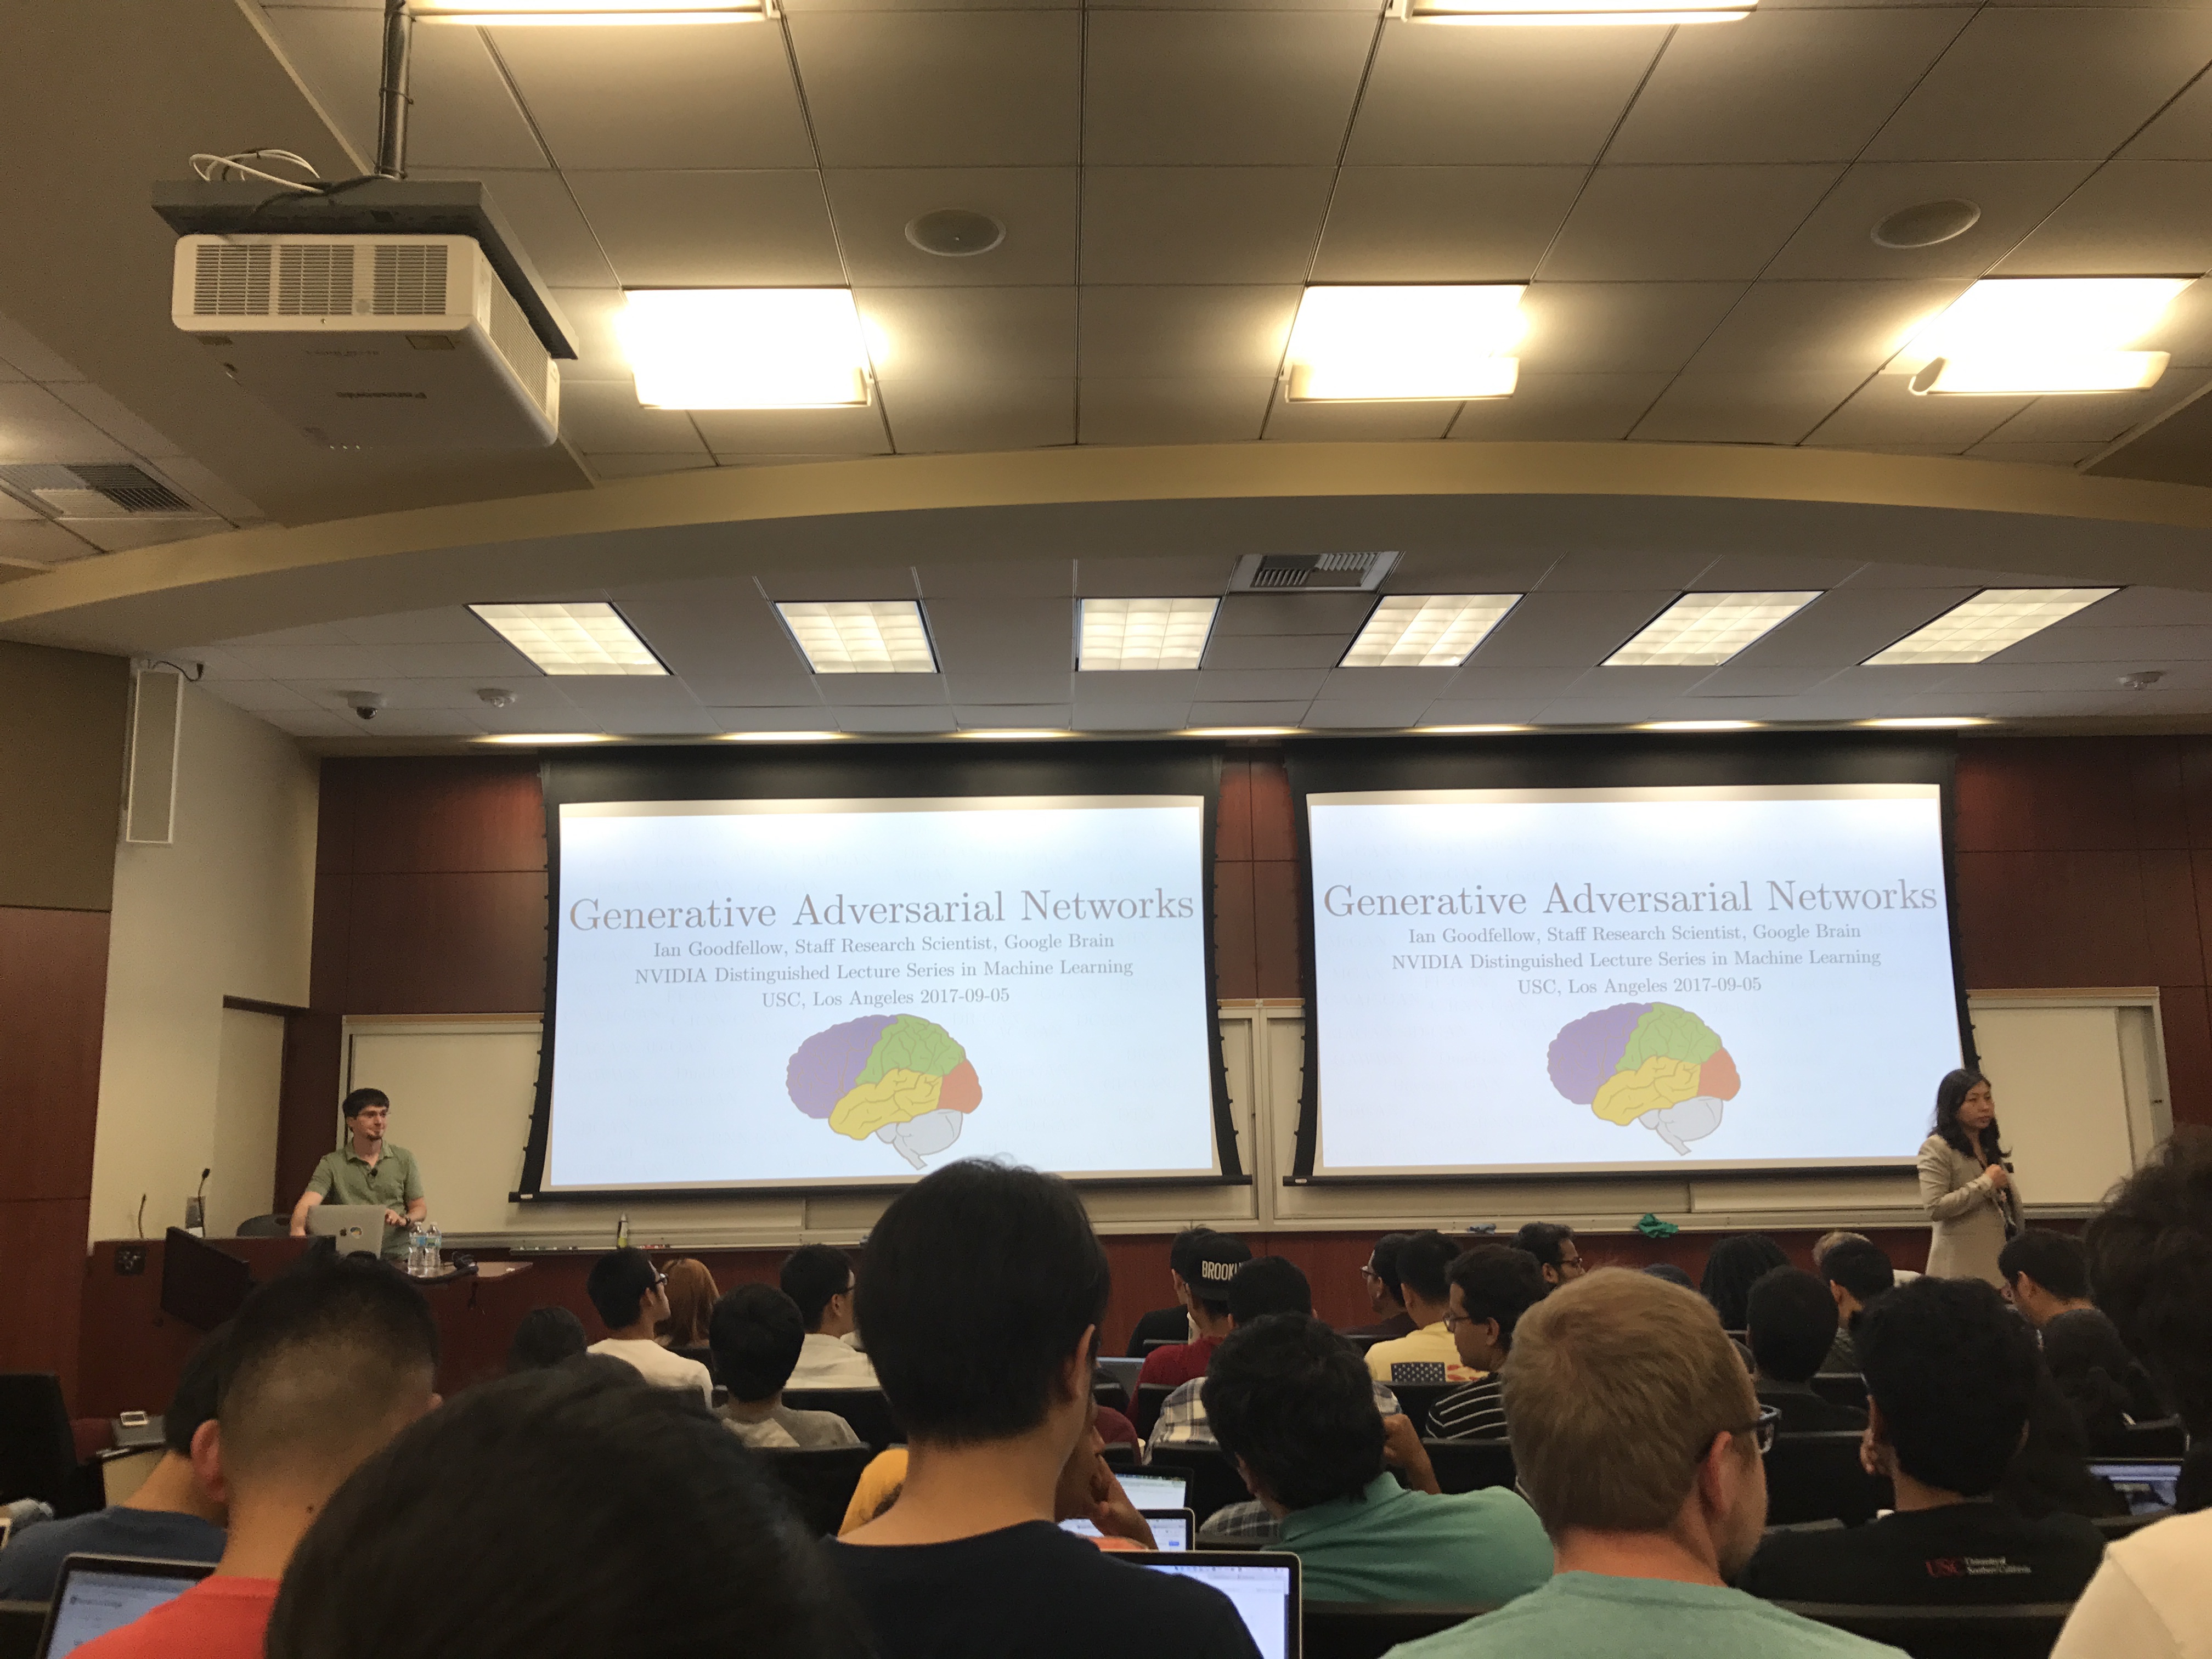 Generative Adversarial Networks
Ian Goodfellow, Staff Research Scientist, Google Brain
NVIDIA Distinguished Lecture Series in Machine Learning
USC, Los Angeles 2017-09-05
Generative Adversarial Networks
Ian Goodfellow, Staff Research Scientist, Google Brain
NVIDIA Distinguished Lecture Series in Machine Learning
USC, Los Angeles 2017-09-05
BROOKL
USC University of
Southern California